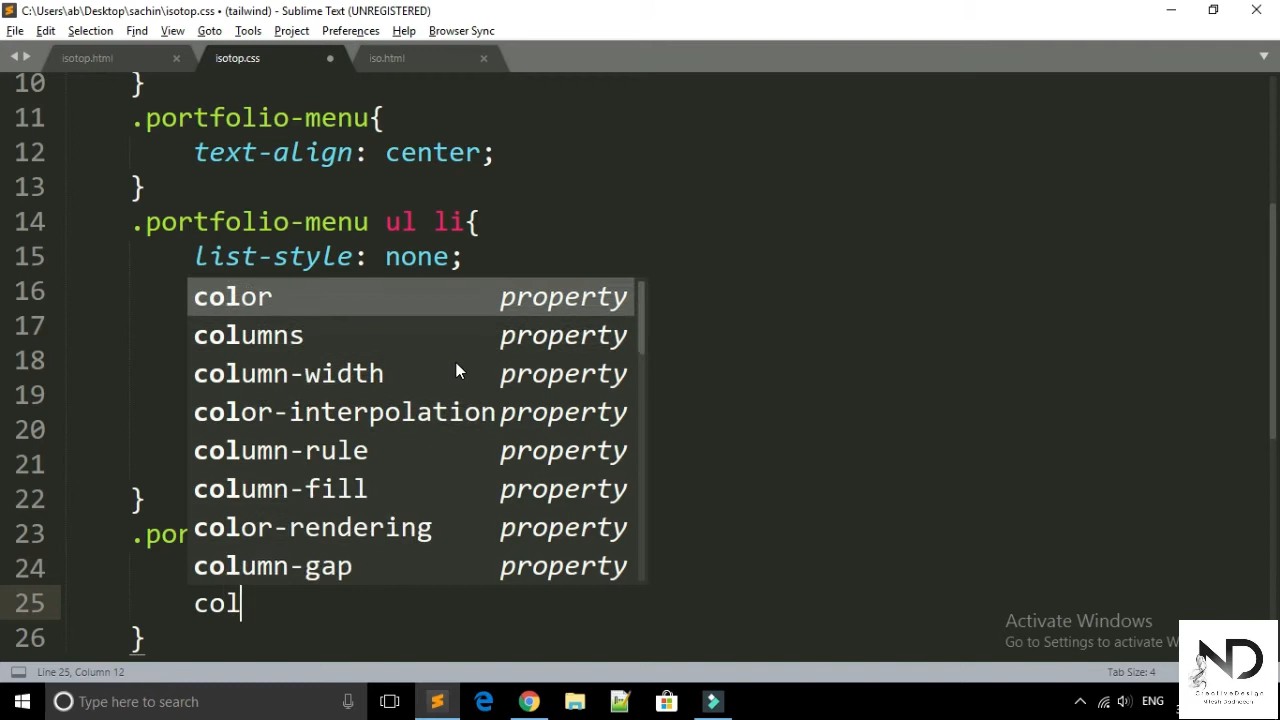 C:\Users\ab\Desktop\sachin\isotop.css • (tailwind) - Sublime Text (UNREGISTERED)
File Edit Selection Find View Goto Tools Project Preferences Help Browser Sync
isotop.html isotop.css iso.html
10 }
11 .portfolio-menu{
12 text-align: center;
13 }
14 .portfolio-menu ul li{
15 list-style: none;
16 color property
17 columns property
18 column-width property
19 color-interpolation property
20 column-rule property
21 column-fill property
22 }
23 .por color-rendering property
24 column-gap property
25 col
26 }
Activate Windows
Go to Settings to activate W
Line 25, Column 12
Tab Size: 4
ND
CreativeDesign
Type here to search
ENG